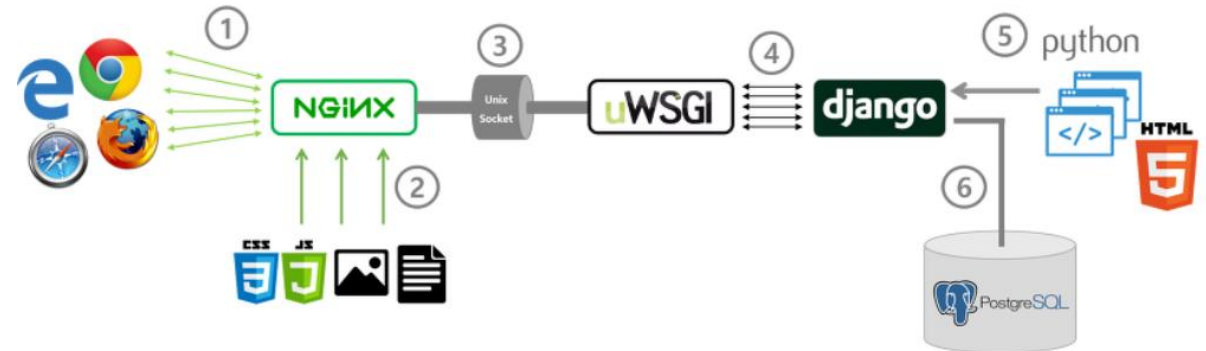 1
3
4
5
python
NGiNX
Unix
Socket
uWSGI
django
</>
HTML
5
2
6
CSS
3
JS
PostgreSQL